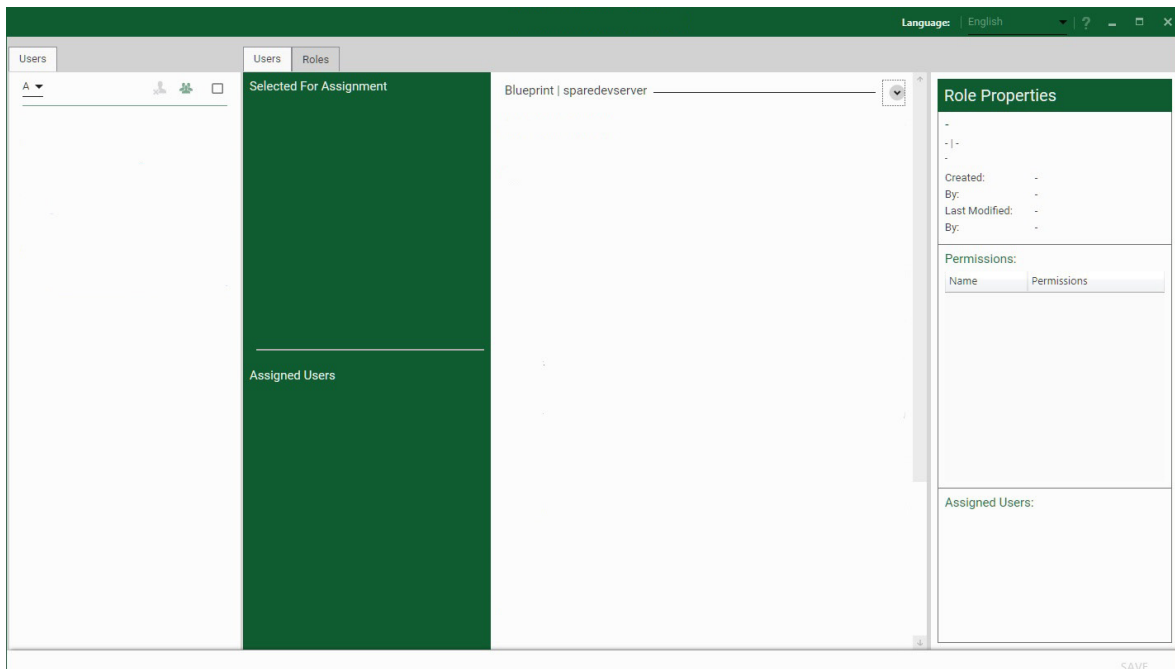 Language: English ?
Users
Users Roles
A
Selected For Assignment
Assigned Users
Blueprint | sparedevserver
Role Properties
-
- | -
-
Created: -
By: -
Last Modified: -
By: -
Permissions:
Name Permissions
Assigned Users:
SAVE